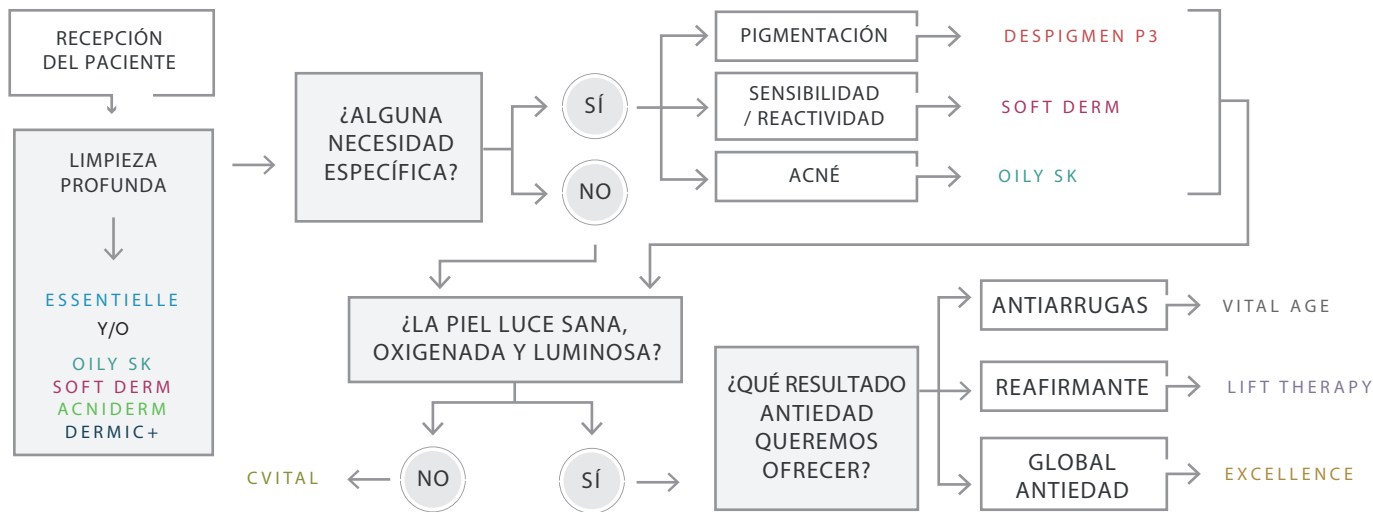 RECEPCIÓN
DEL PACIENTE
LIMPIEZA
PROFUNDA
ESSENTIELLE
Y/O
OILY SK
SOFT DERM
ACNIDERM
DERMIC+
¿ALGUNA
NECESIDAD
ESPECÍFICA?
SÍ
NO
PIGMENTACIÓN
DESPIGMEN P3
SENSIBILIDAD
/ REACTIVIDAD
SOFT DERM
ACNÉ
OILY SK
¿LA PIEL LUCE SANA,
OXIGENADA Y LUMINOSA?
NO
CVITAL
SÍ
¿QUÉ RESULTADO
ANTIEDAD
QUEREMOS
OFRECER?
ANTIARRUGAS
VITAL AGE
REAFIRMANTE
LIFT THERAPY
GLOBAL
ANTIEDAD
EXCELLENCE